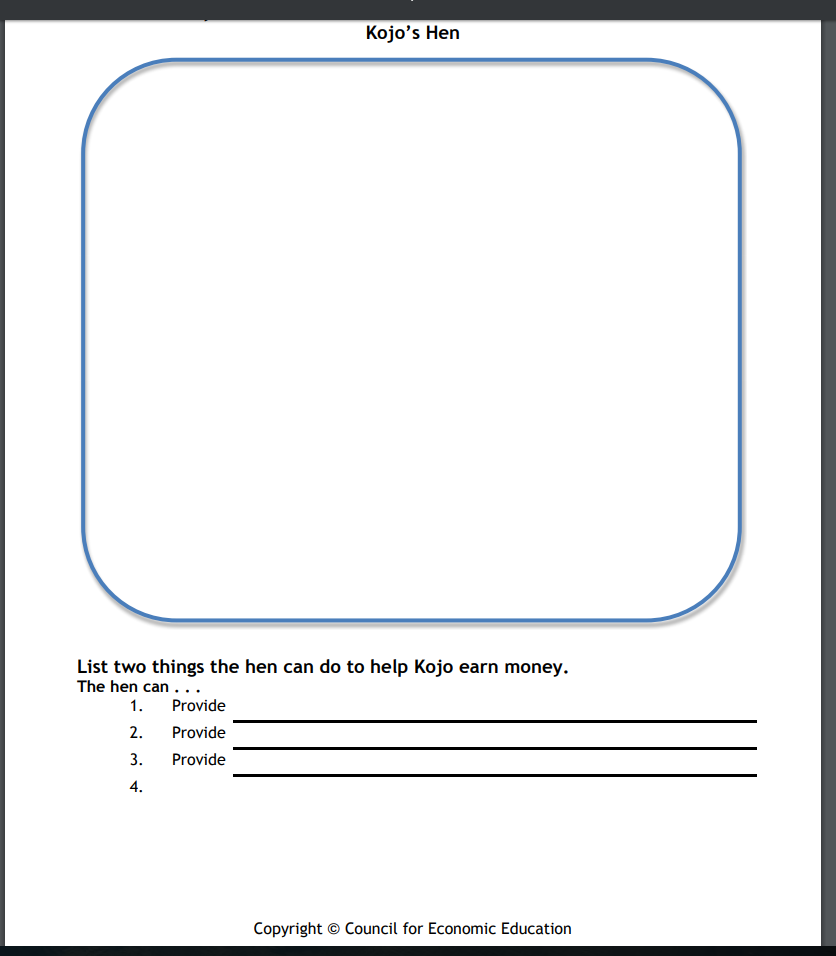 Kojo’s Hen
List two things the hen can do to help Kojo earn money.
The hen can . . .
1. Provide
2. Provide
3. Provide
4.
Copyright © Council for Economic Education